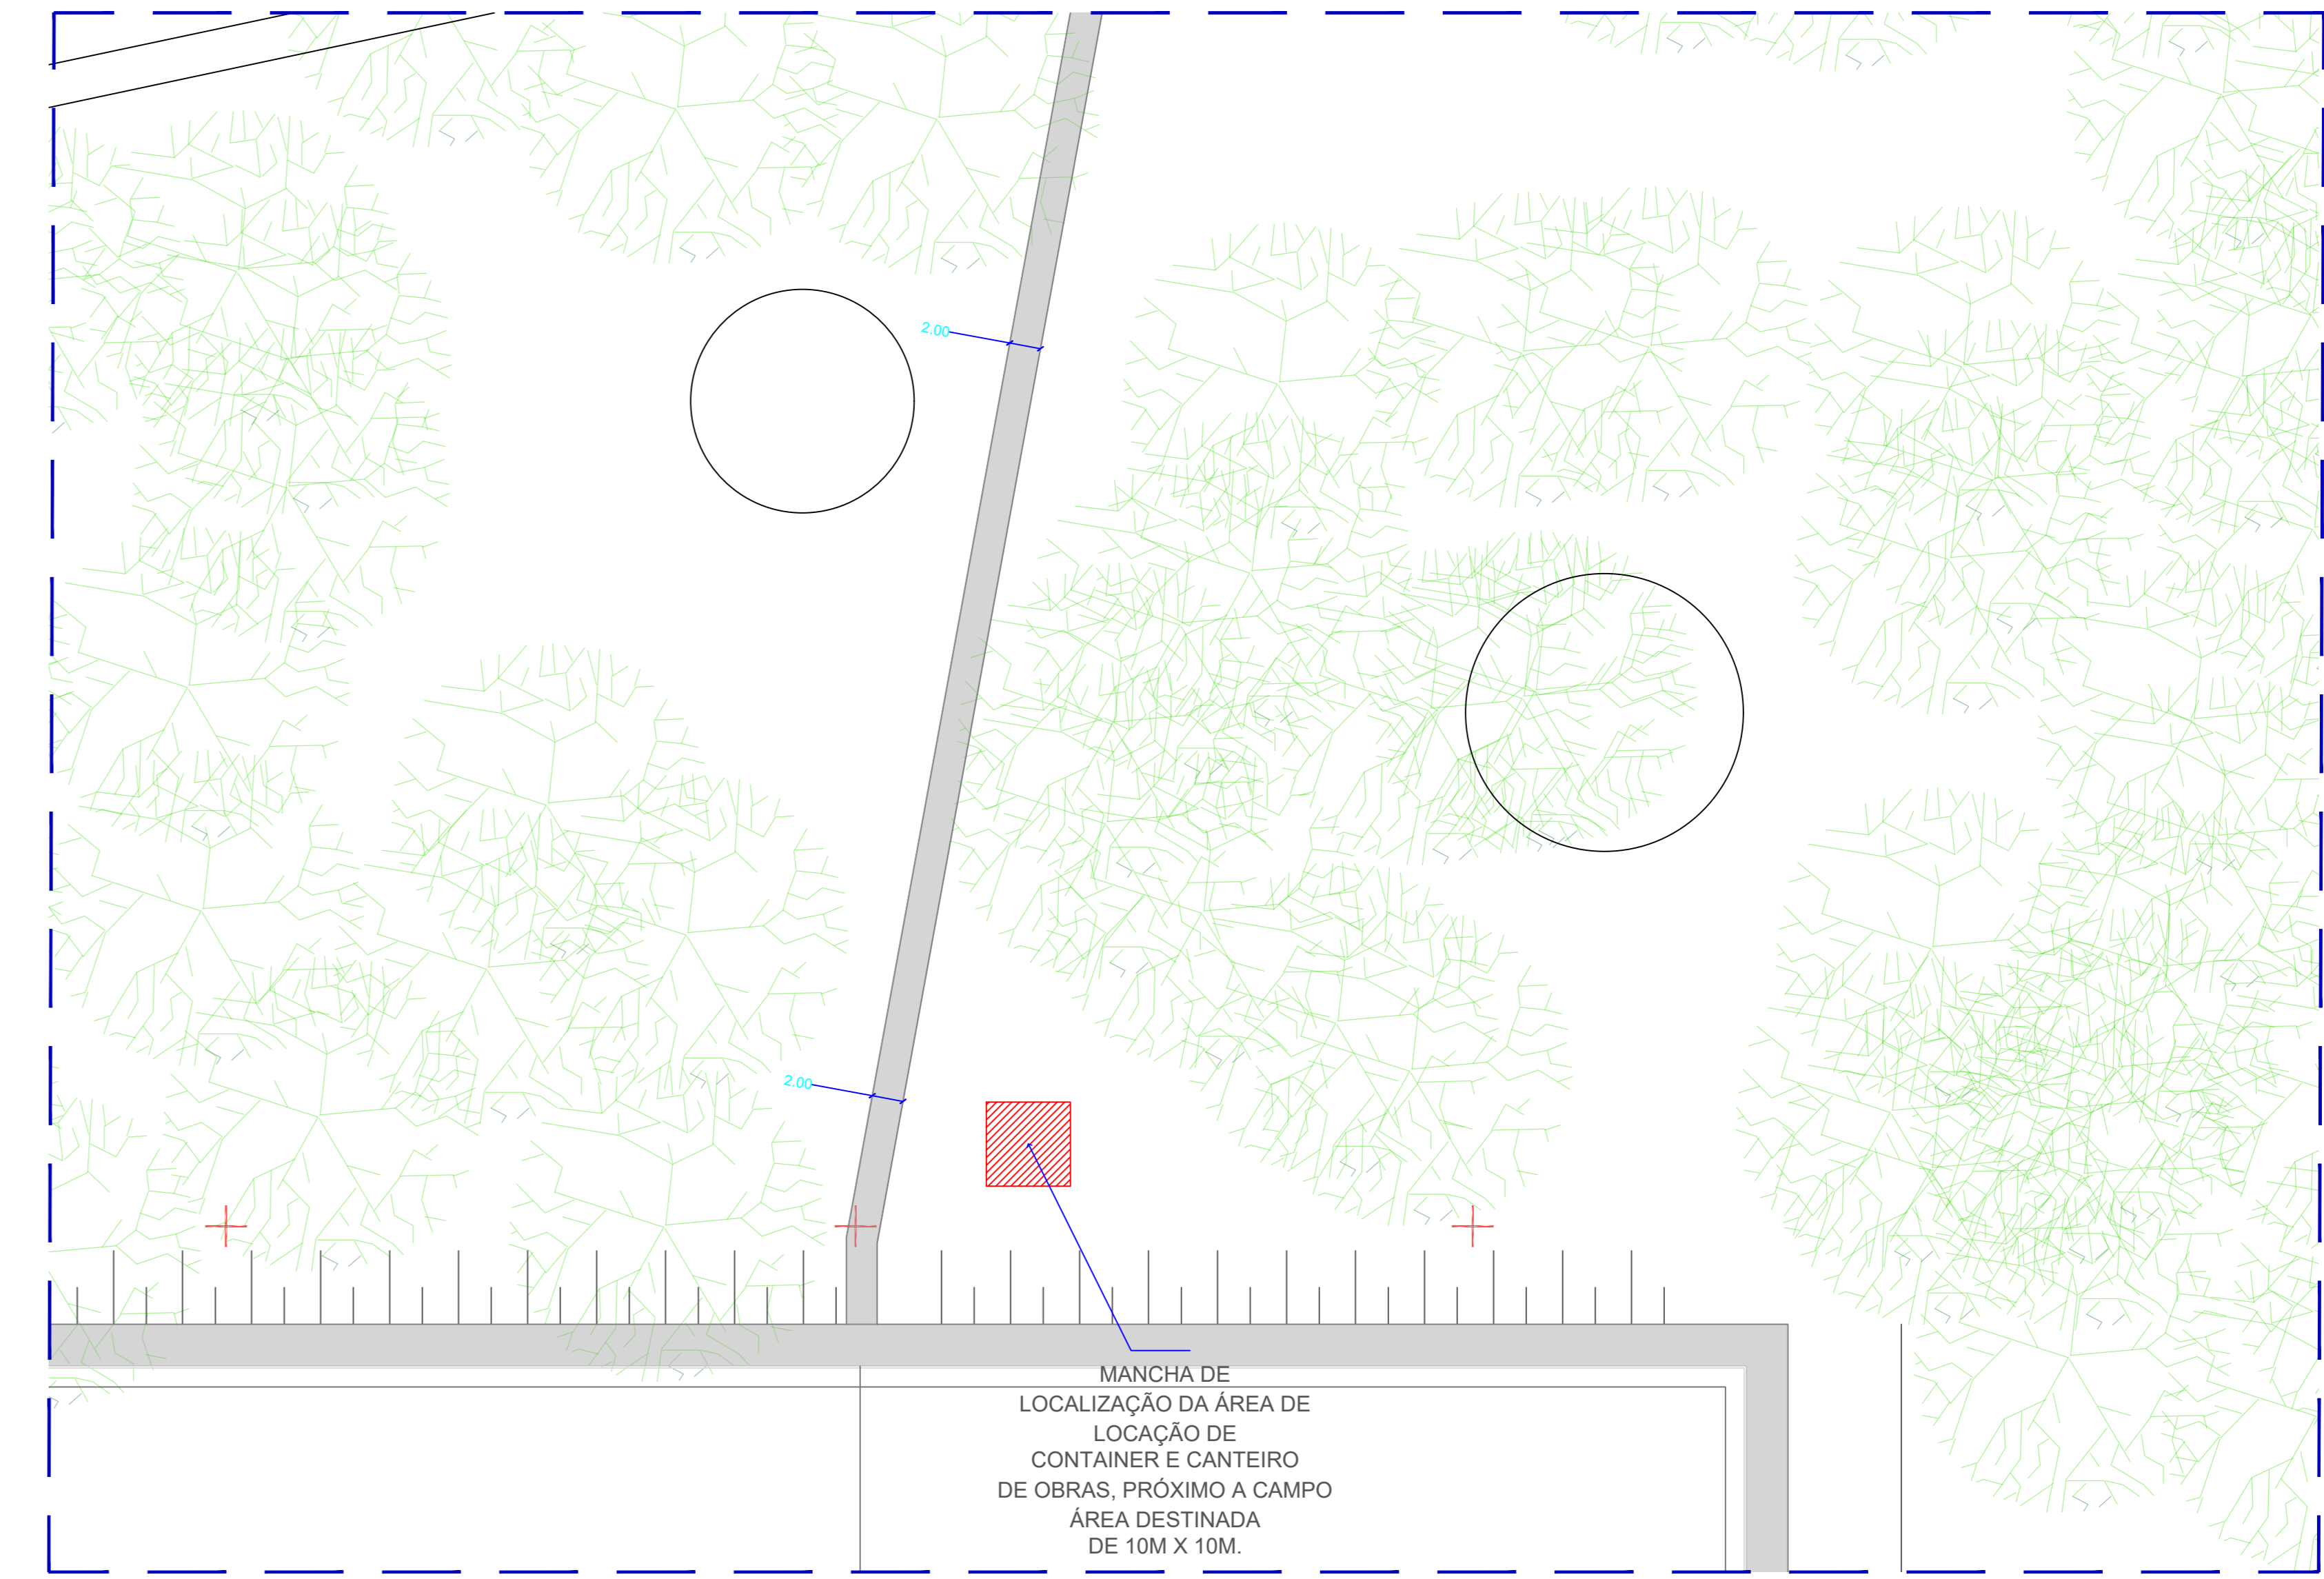 2.00
2.00
MANCHA DE
LOCALIZAÇÃO DA ÁREA DE
LOCAÇÃO DE
CONTAINER E CANTEIRO
DE OBRAS, PRÓXIMO A CAMPO
ÁREA DESTINADA
DE 10M X 10M.